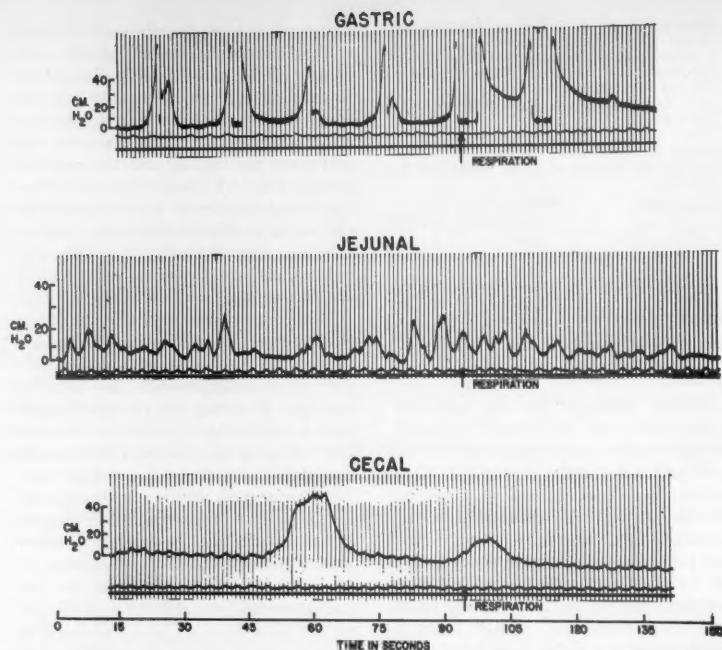 GASTRIC
40
20
0
CM.
H₂O
RESPIRATION
JEJUNAL
40
20
0
CM.
H₂O
RESPIRATION
CECAL
40
20
0
CM.
H₂O
RESPIRATION
0 15 30 45 60 75 90 105 120 135 150
TIME IN SECONDS